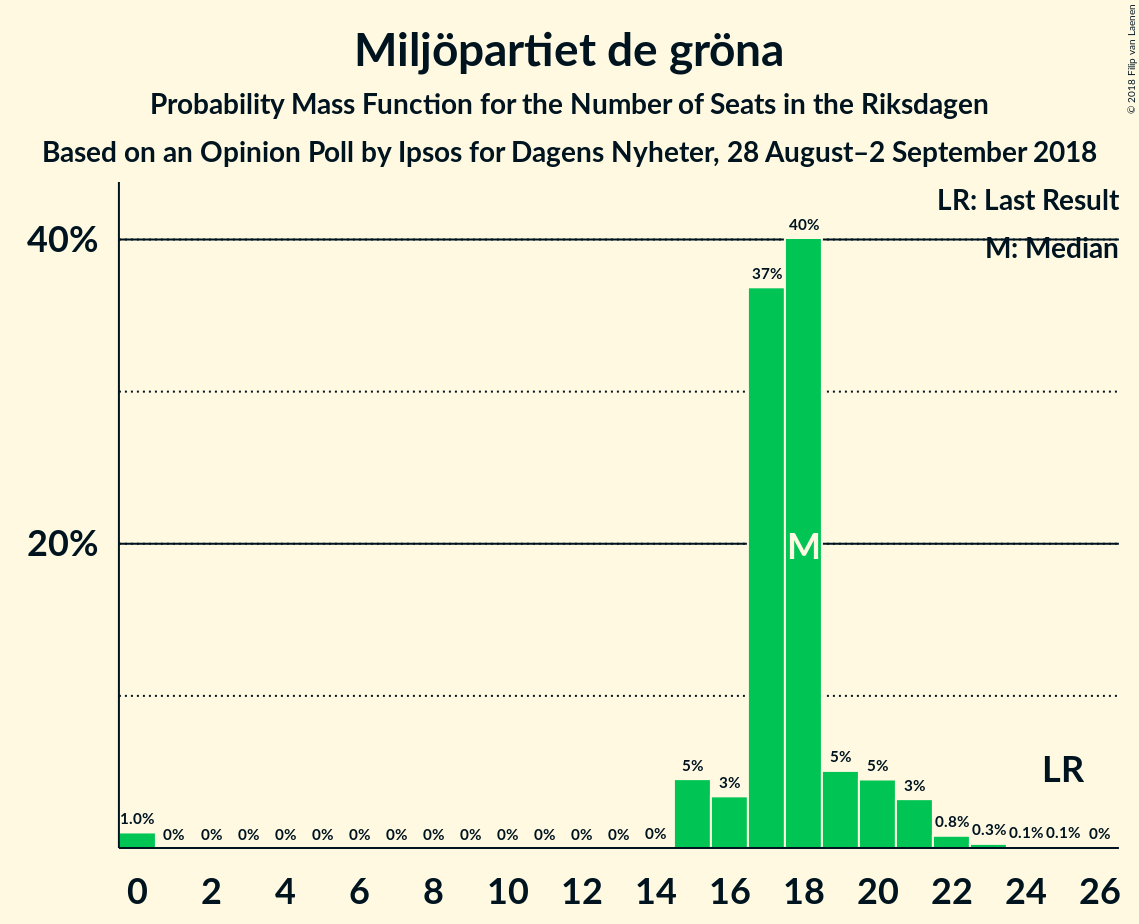 Miljöpartiet de gröna
Probability Mass Function for the Number of Seats in the Riksdagen
Based on an Opinion Poll by Ipsos for Dagens Nyheter, 28 August–2 September 2018
© 2018 Filip van Laenen
LR: Last Result
M: Median
40%
20%
1.0% 0% 0% 0% 0% 0% 0% 0% 0% 0% 0% 0% 0% 0% 0% 5% 3% 37% 40% 5% 5% 3% 0.8% 0.3% 0.1% 0.1% 0%
M
LR
0 2 4 6 8 10 12 14 16 18 20 22 24 26